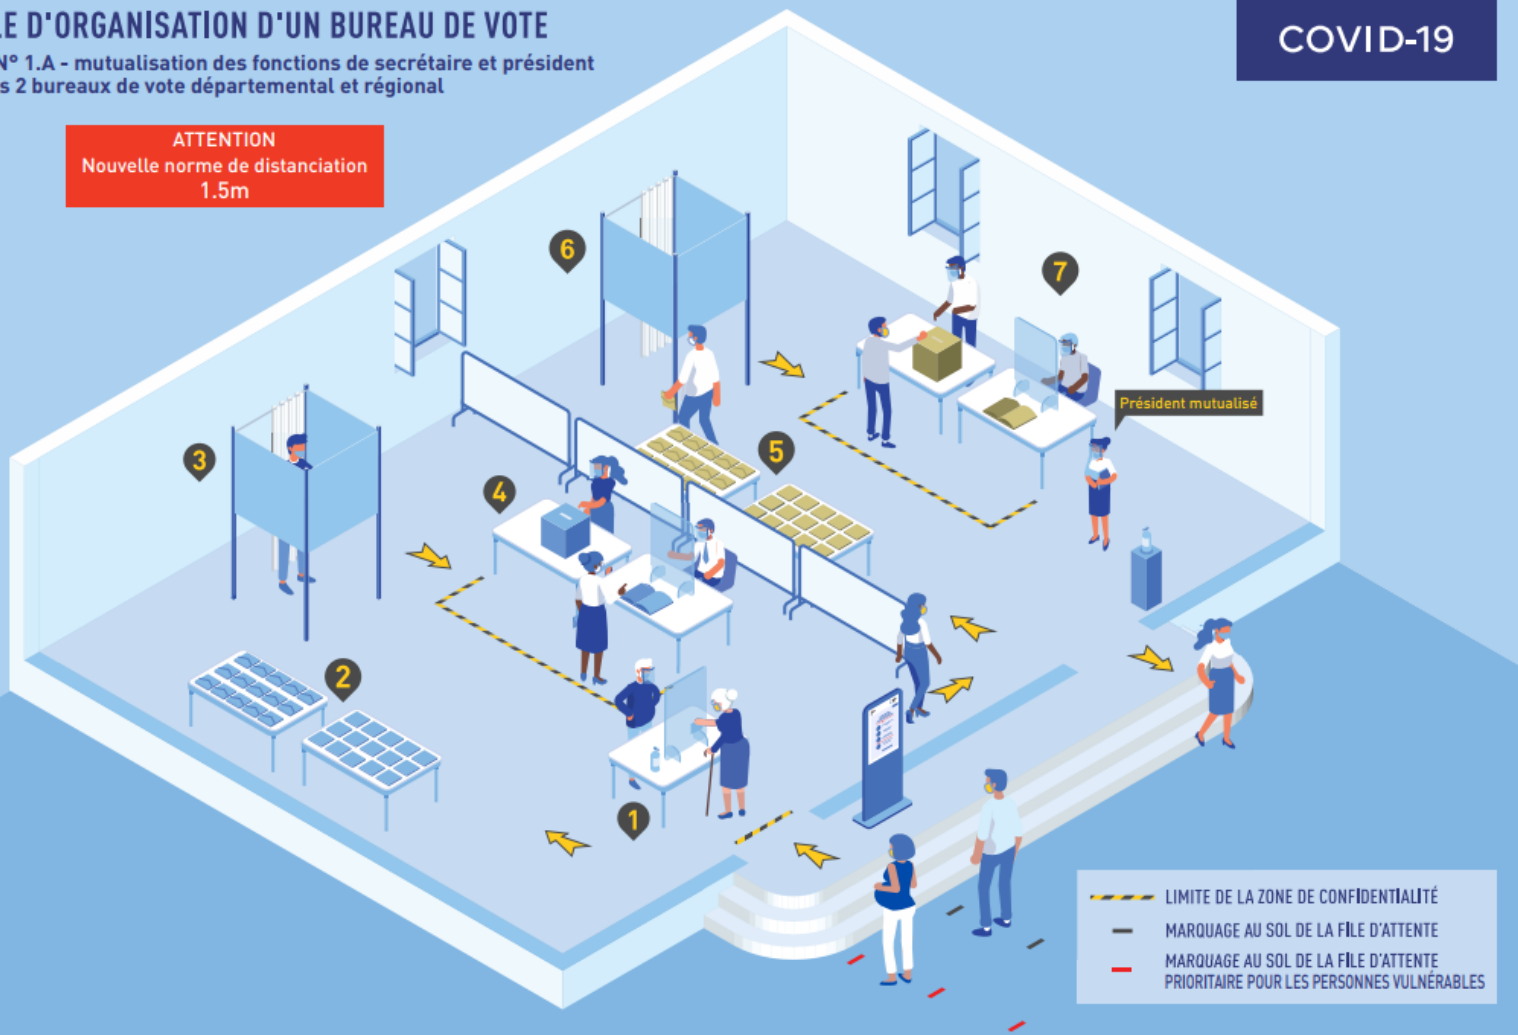 LE D'ORGANISATION D'UN BUREAU DE VOTE
N° 1.A - mutualisation des fonctions de secrétaire et président
s 2 bureaux de vote départemental et régional
COVID-19
ATTENTION
Nouvelle norme de distanciation
1.5m
6
7
Président mutualisé
3
5
4
2
1
LIMITE DE LA ZONE DE CONFIDENTIALITÉ
MARQUAGE AU SOL DE LA FILE D'ATTENTE
MARQUAGE AU SOL DE LA FILE D'ATTENTE
PRIORITAIRE POUR LES PERSONNES VULNÉRABLES